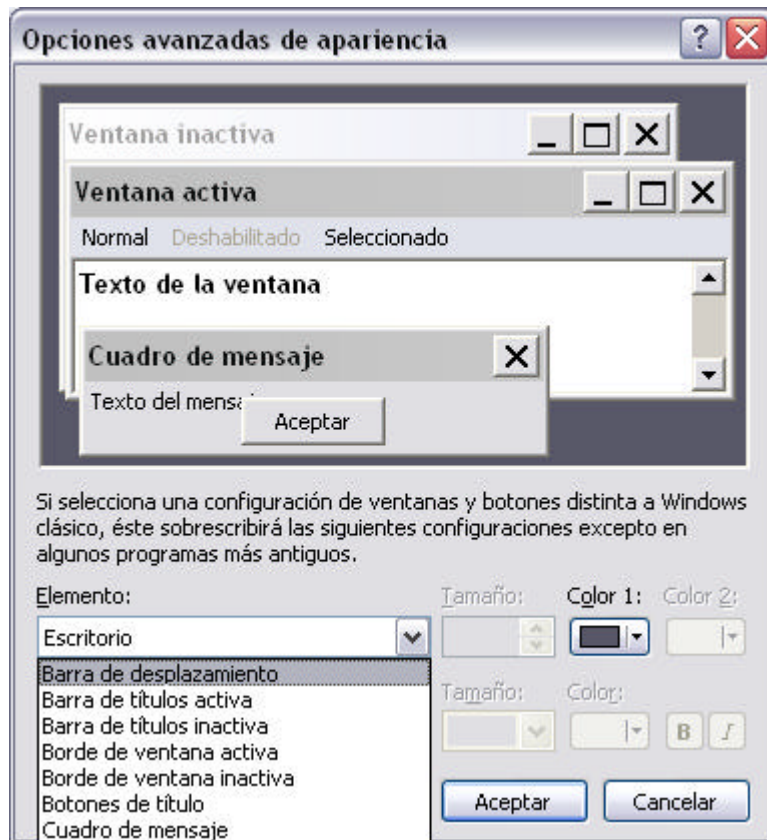 Opciones avanzadas de apariencia
Ventana inactiva
Ventana activa
Normal Deshabilitado Seleccionado
Texto de la ventana
Cuadro de mensaje
Texto del
Aceptar
Si selecciona una configuración de ventanas y botones distinta a Windows
clásico, éste sobrescribirá las siguientes configuraciones excepto en
algunos programas más antiguos.
Elemento: Tamaño: Color 1: Color 2:
Escritorio
Barra de desplazamiento
Barra de títulos activa
Barra de títulos inactiva
Borde de ventana activa
Borde de ventana inactiva
Botones de título
Cuadro de mensaje
Tamaño: Color:
B I
Aceptar Cancelar